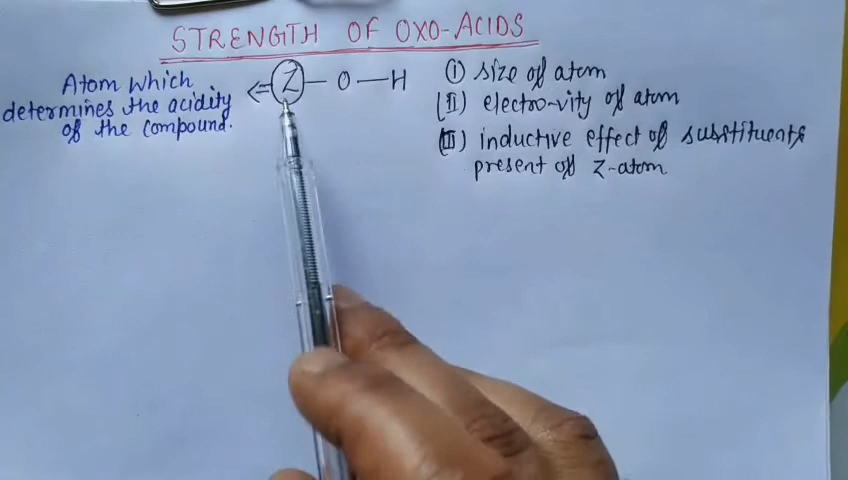 STRENGTH OF OXO-ACIDS
Atom which
determines the acidity
of the compound.
Z — O — H
(I) size of atom
(II) electro-vity of atom
(III) inductive effect of substituents
present of Z-atom